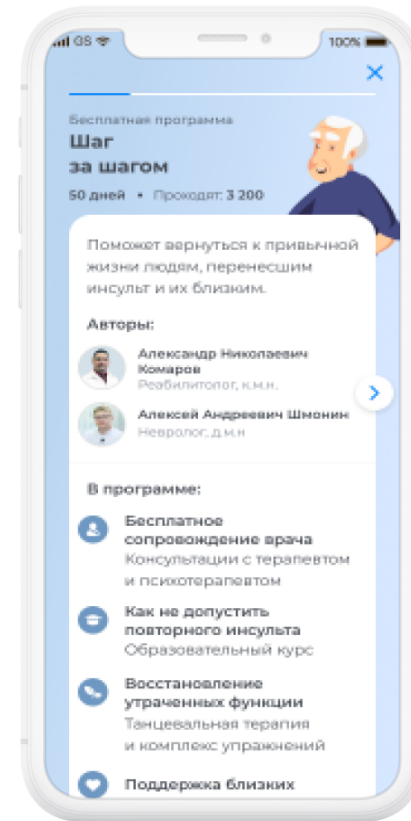 GS 100%
Бесплатная программа
Шаг
за шагом
50 дней • Проходят: 3 200
Поможет вернуться к привычной
жизни людям, перенесшим
инсульт и их близким.
Авторы:
Александр Николаевич
Комаров
Реабилитолог, к.м.н.
Алексей Андреевич Шмонин
Невролог, д.м.н
В программе:
Бесплатное
сопровождение врача
Консультации с терапевтом
и психотерапевтом
Как не допустить
повторного инсульта
Образовательный курс
Восстановление
утраченных функции
Танцевальная терапия
и комплекс упражнений
Поддержка близких